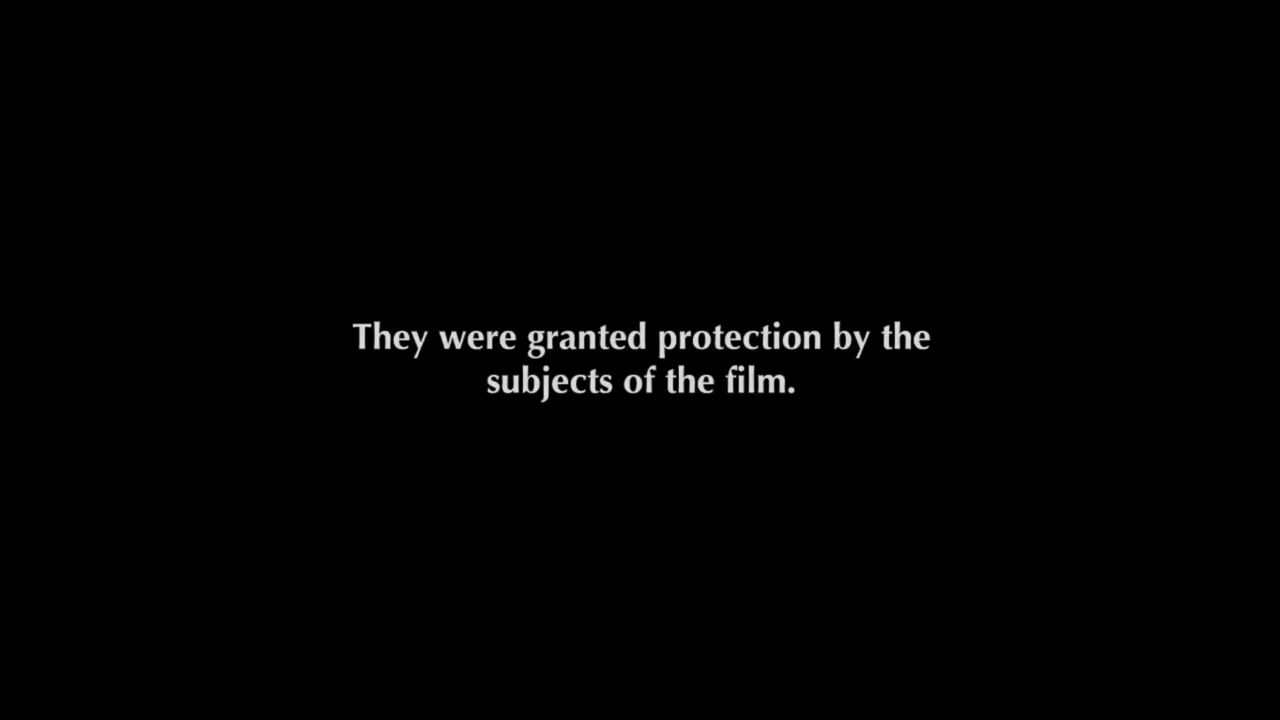 They were granted protection by the
subjects of the film.